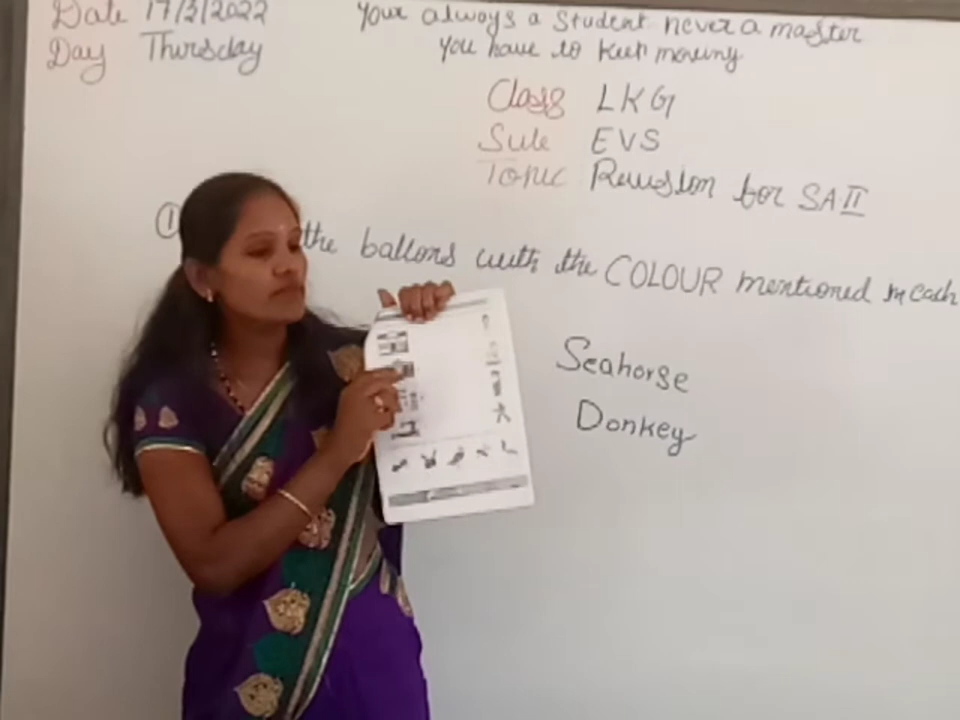 Date 17/3/2022
Day Thursday
Your always a student never a master
you have to keep moving
Class LKG
Sub EVS
Topic Revision for SA II
① the ballons with the COLOUR mentioned in each
Seahorse
Donkey